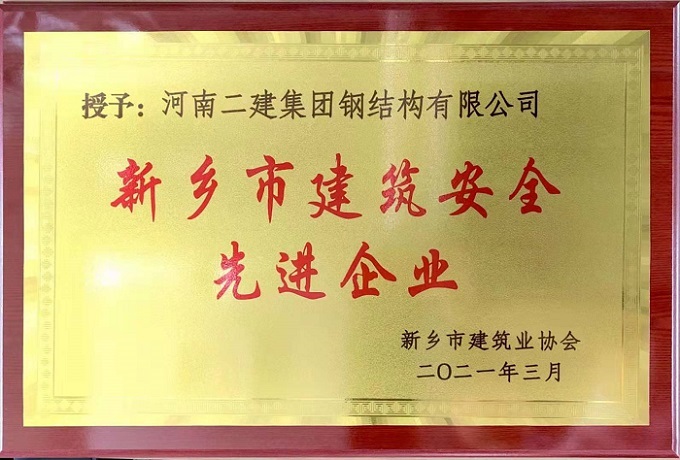 授予：河南二建集团钢结构有限公司
新乡市建筑安全
先进企业
新乡市建筑业协会
二〇二一年三月